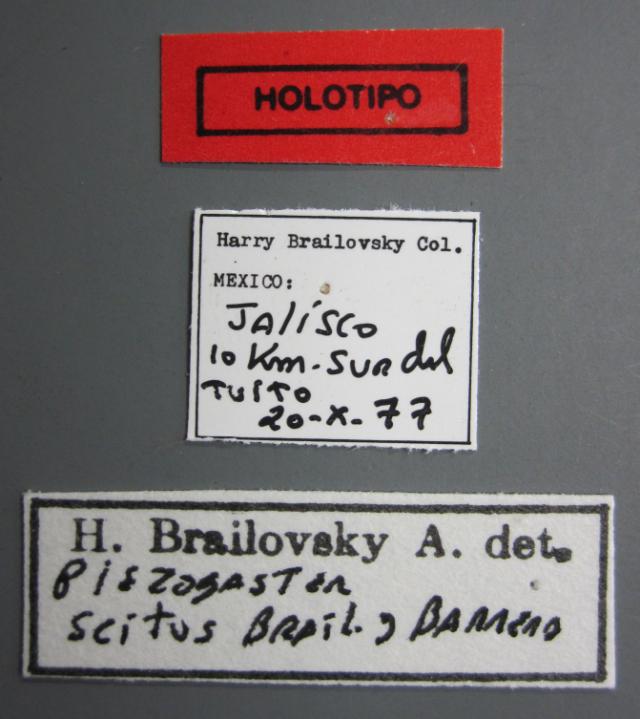 HOLOTIPO
Harry Brailovsky Col.
MEXICO:
Jalisco
10 Km. Sur del
Tuito
20-X-77
H. Brailovsky A. det.
Piezogaster
scitus Brail. y Barrera